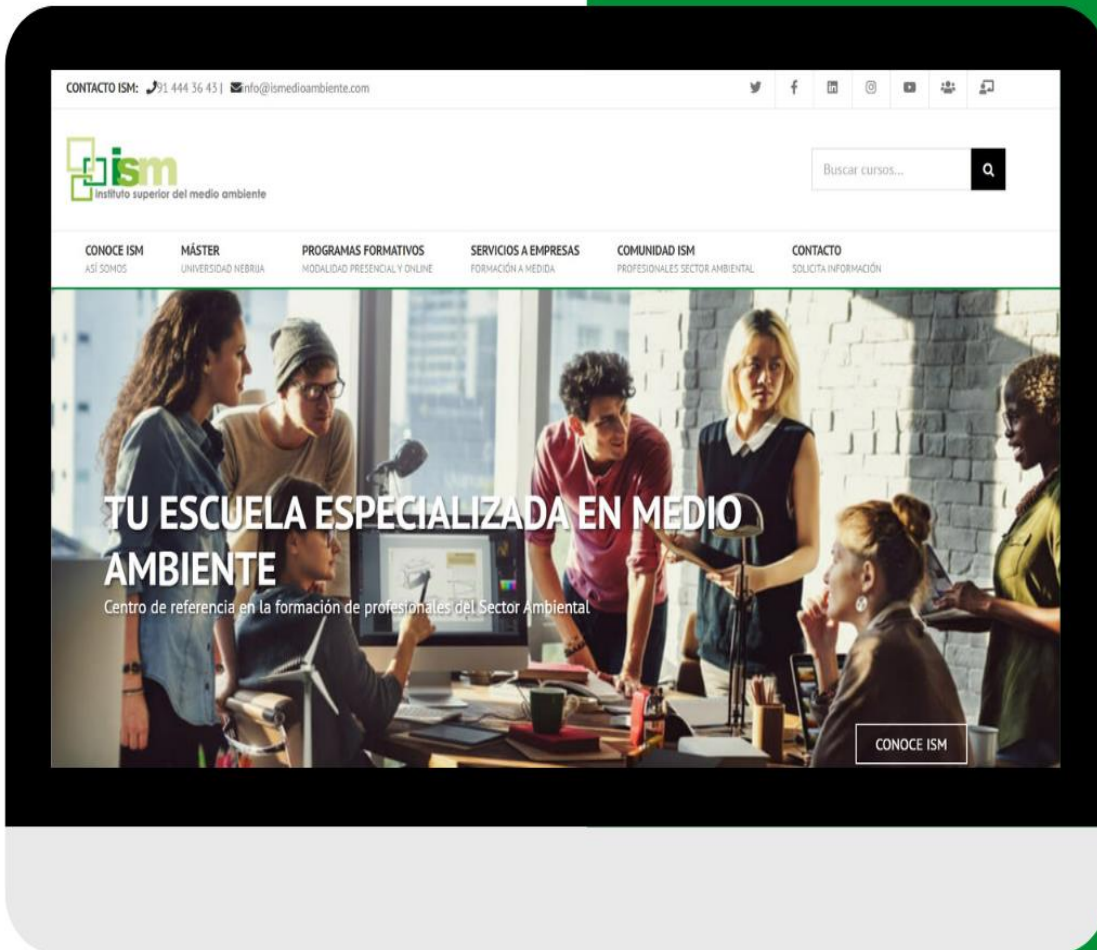 CONTACTO ISM: 91 444 36 43 | info@ismedioambiente.com
ism
instituto superior del medio ambiente
Buscar cursos...
CONOCE ISM MÁSTER PROGRAMAS FORMATIVOS SERVICIOS A EMPRESAS COMUNIDAD ISM CONTACTO
ASÍ SOMOS UNIVERSIDAD NEBRIJA MODALIDAD PRESENCIAL Y ONLINE FORMACIÓN A MEDIDA PROFESIONALES SECTOR AMBIENTAL SOLICITA INFORMACIÓN
TU ESCUELA ESPECIALIZADA EN MEDIO
AMBIENTE
Centro de referencia en la formación de profesionales del Sector Ambiental
CONOCE ISM